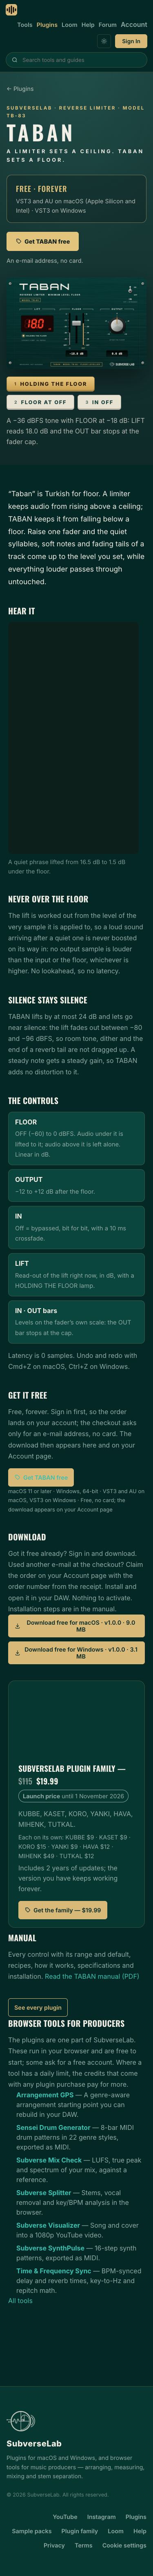 Tools Plugins Loom Help Forum Account
Sign in
Search tools and guides
← Plugins
SUBVERSELAB · REVERSE LIMITER · MODEL
TB-83
TABAN
A LIMITER SETS A CEILING. TABAN
SETS A FLOOR.
FREE · FOREVER
VST3 and AU on macOS (Apple Silicon and
Intel) · VST3 on Windows
Get TABAN free
An e-mail address, no card.
TABAN
18.0
-18.0 dB
0.0 dB
SUBVERSELAB
1 HOLDING THE FLOOR
2 FLOOR AT OFF
3 IN OFF
A −36 dBFS tone with FLOOR at −18 dB: LIFT
reads 18.0 dB and the OUT bar stops at the
fader cap.
“Taban” is Turkish for floor. A limiter
keeps audio from rising above a ceiling;
TABAN keeps it from falling below a
floor. Raise one fader and the quiet
syllables, soft notes and fading tails of a
track come up to the level you set, while
everything louder passes through
untouched.
HEAR IT
A quiet phrase lifted from 16.5 dB to 1.5 dB
under the floor.
NEVER OVER THE FLOOR
The lift is worked out from the level of the
very sample it is applied to, so a loud sound
arriving after a quiet one is never boosted
on its way in: no output sample is louder
than the input or the floor, whichever is
higher. No lookahead, so no latency.
SILENCE STAYS SILENCE
TABAN lifts by at most 24 dB and lets go
near silence: the lift fades out between −80
and −96 dBFS, so room tone, dither and the
end of a reverb tail are not dragged up. A
steady note gets a steady gain, so TABAN
adds no distortion to it.
THE CONTROLS
FLOOR
OFF (−60) to 0 dBFS. Audio under it is
lifted to it; audio above it is left alone.
Linear in dB.
OUTPUT
−12 to +12 dB after the floor.
IN
Off = bypassed, bit for bit, with a 10 ms
crossfade.
LIFT
Read-out of the lift right now, in dB, with a
HOLDING THE FLOOR lamp.
IN · OUT bars
Levels on the fader’s own scale: the OUT
bar stops at the cap.
Latency is 0 samples. Undo and redo with
Cmd+Z on macOS, Ctrl+Z on Windows.
GET IT FREE
Free, forever. Sign in first, so the order
lands on your account; the checkout asks
only for an e-mail address, no card. The
download then appears here and on your
Account page.
Get TABAN free
macOS 11 or later · Windows, 64-bit · VST3 and AU on
macOS, VST3 on Windows · Free, no card; the
download appears on your Account page
DOWNLOAD
Got it free already? Sign in to download.
Used another e-mail at the checkout? Claim
the order on your Account page with the
order number from the receipt. Install and
open it in your DAW. No activation.
Installation steps are in the manual.
Download free for macOS · v1.0.0 · 9.0
MB
Download free for Windows · v1.0.0 · 3.1
MB
SUBVERSELAB PLUGIN FAMILY —
$115 $19.99
Launch price until 1 November 2026
KUBBE, KASET, KORO, YANKI, HAVA,
MIHENK, TUTKAL.
Each on its own: KUBBE $9 · KASET $9 ·
KORO $15 · YANKI $9 · HAVA $12 ·
MIHENK $49 · TUTKAL $12
Includes 2 years of updates; the
version you have keeps working
forever.
Get the family — $19.99
MANUAL
Every control with its range and default,
recipes, how it works, specifications and
installation. Read the TABAN manual (PDF)
See every plugin
BROWSER TOOLS FOR PRODUCERS
The plugins are one part of SubverseLab.
These run in your browser and are free to
start; some ask for a free account. Where a
tool has a daily limit, the credits that come
with any plugin purchase pay for more.
Arrangement GPS — A genre-aware
arrangement starting point you can
rebuild in your DAW.
Sensei Drum Generator — 8-bar MIDI
drum patterns in 22 genre styles,
exported as MIDI.
Subverse Mix Check — LUFS, true peak
and spectrum of your mix, against a
reference.
Subverse Splitter — Stems, vocal
removal and key/BPM analysis in the
browser.
Subverse Visualizer — Song and cover
into a 1080p YouTube video.
Subverse SynthPulse — 16-step synth
patterns, exported as MIDI.
Time & Frequency Sync — BPM-synced
delay and reverb times, key-to-Hz and
repitch math.
All tools
SubverseLab
Plugins for macOS and Windows, and browser
tools for music producers — arranging, measuring,
mixing and stem separation.
© 2026 SubverseLab. All rights reserved.
YouTube Instagram Plugins
Sample packs Plugin family Loom Help
Privacy Terms Cookie settings